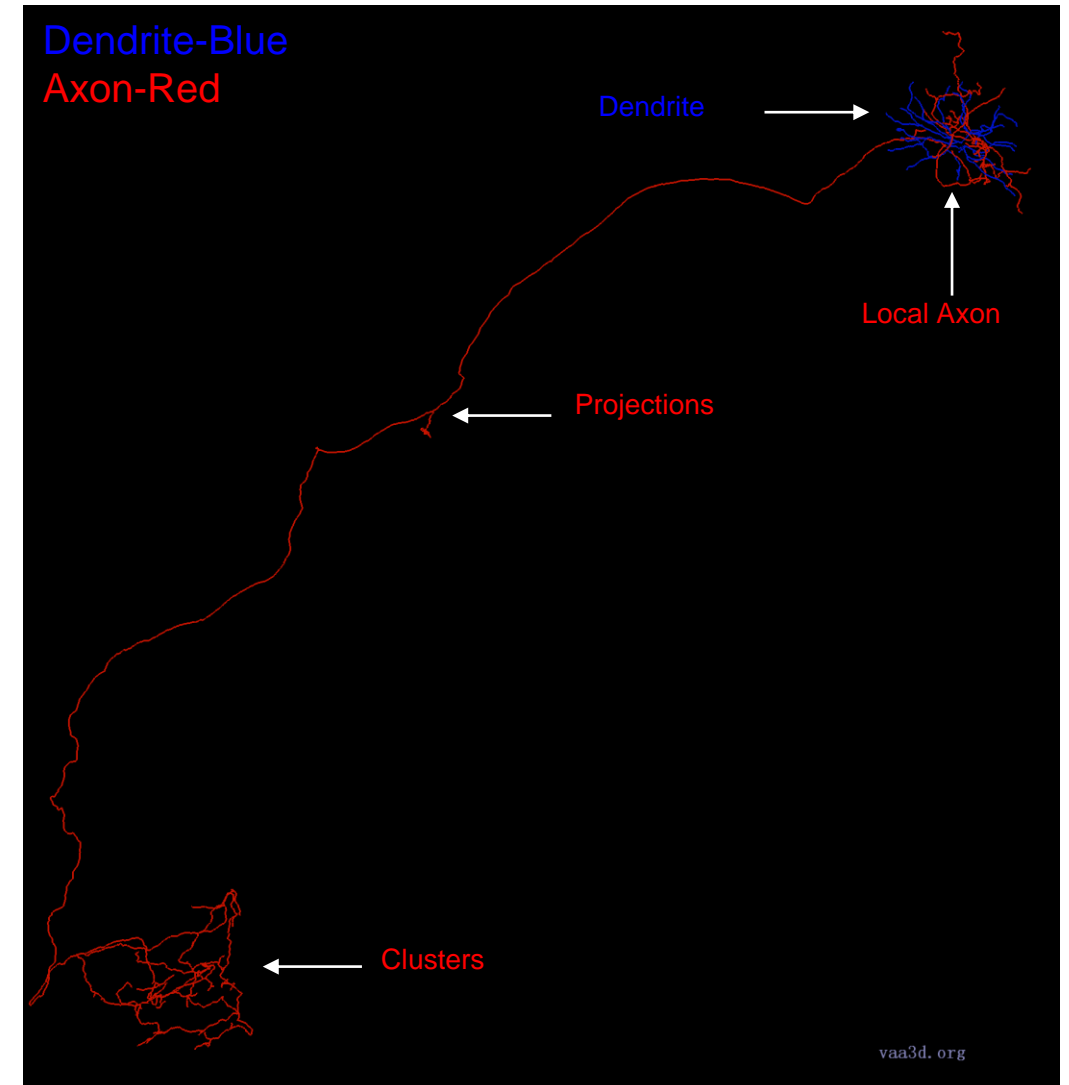 Dendrite-Blue
Axon-Red
Dendrite
Local Axon
Projections
Clusters
vaa3d.org